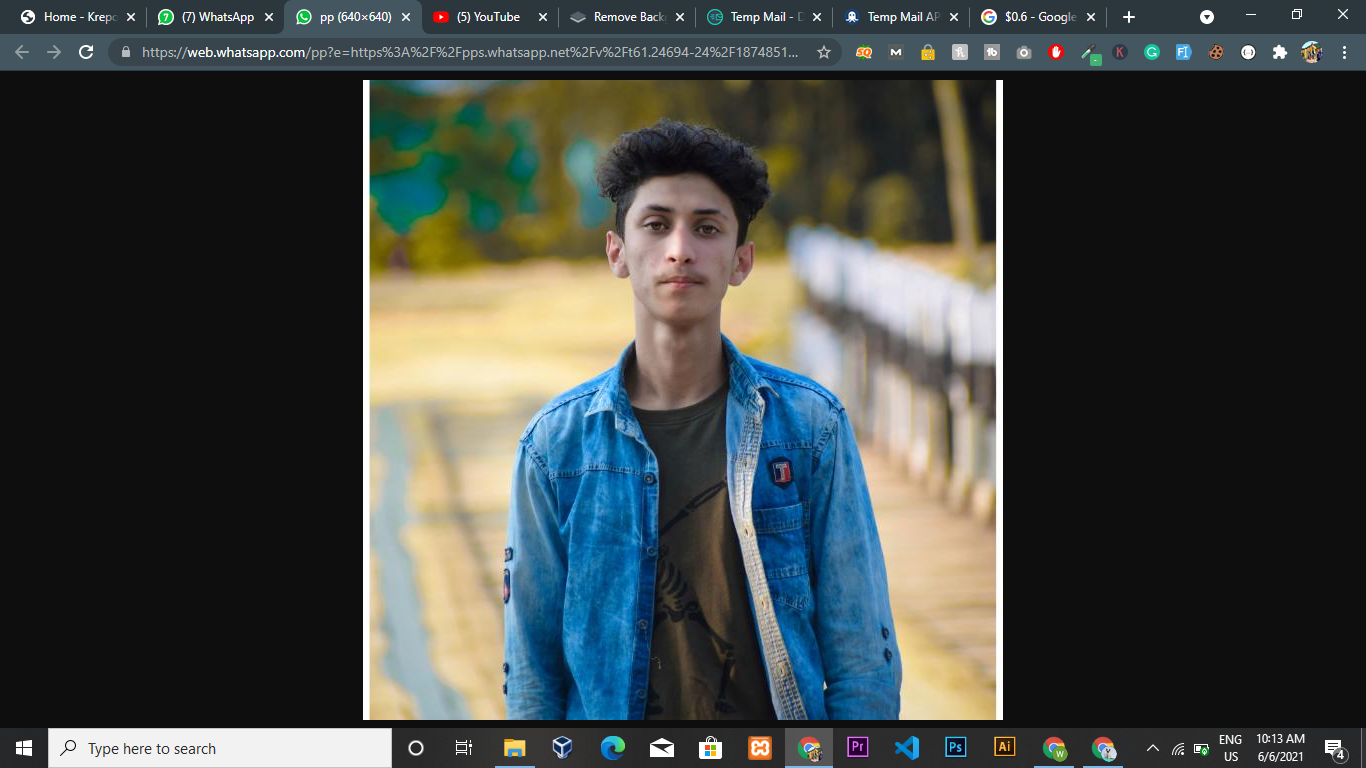 Home - Krepo
(7) WhatsApp
pp (640×640)
(5) YouTube
Remove Back
Temp Mail - D
Temp Mail AP
$0.6 - Google
https://web.whatsapp.com/pp?e=https%3A%2F%2Fpps.whatsapp.net%2Fv%2Ft61.24694-24%2F1874851...
T
Type here to search
ENG
US
10:13 AM
6/6/2021
4